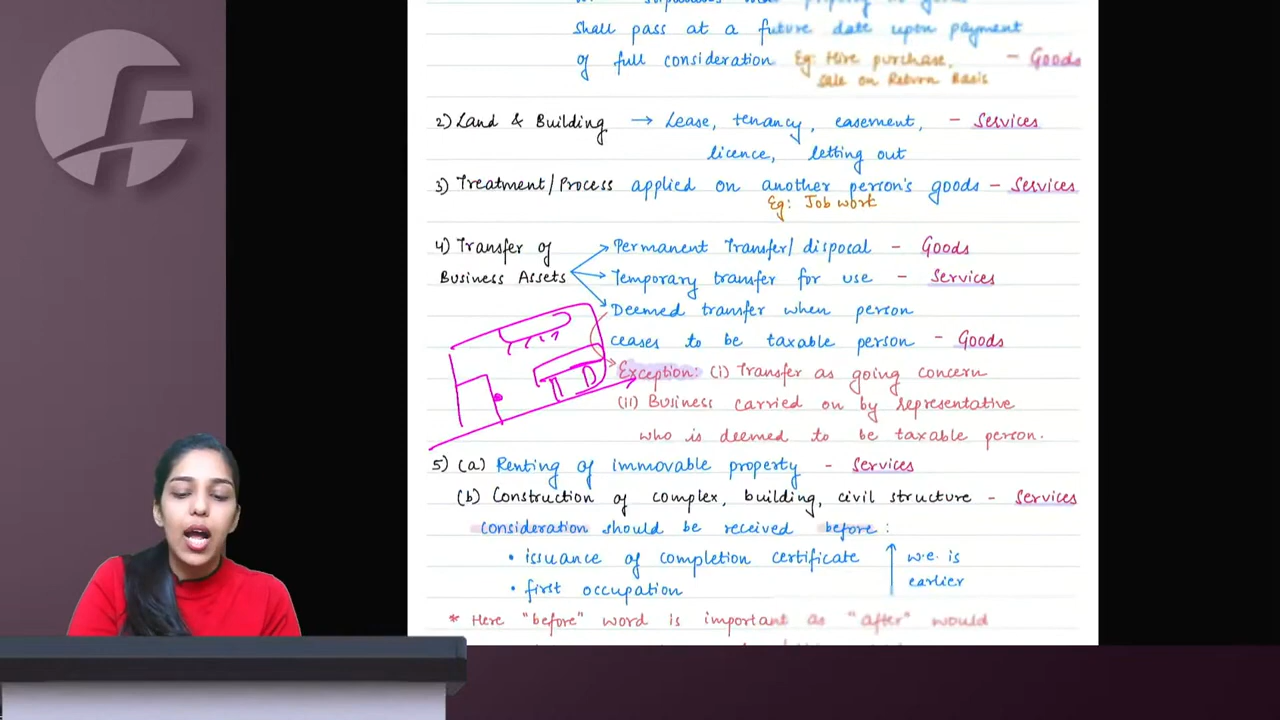 shall pass at a future date upon payment
of full consideration Eg: Hire purchase, - Goods
Sale on Return Basis
2) Land & Building → Lease, tenancy, easement, - Services
licence, letting out
3) Treatment/Process applied on another person's goods - Services
Eg: Job work
4) Transfer of Business Assets
Permanent Transfer/ disposal - Goods
Temporary transfer for use - Services
Deemed transfer when person
ceases to be taxable person - Goods
Exception: (i) Transfer as going concern
(ii) Business carried on by representative
who is deemed to be taxable person.
5) (a) Renting of immovable property - Services
(b) Construction of complex, building, civil structure - Services
consideration should be received before :
• issuance of completion certificate ↑ w.e. is
• first occupation earlier
* Here "before" word is important as "after" would